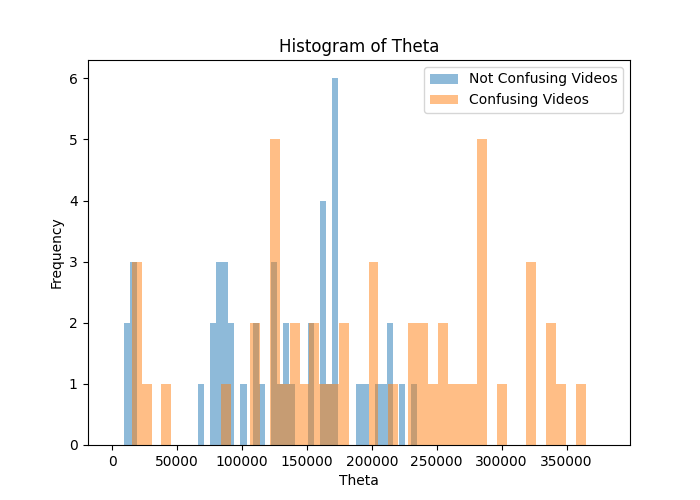 Histogram of Theta
Not Confusing Videos
Confusing Videos
Frequency
6
5
4
3
2
1
0
0 50000 100000 150000 200000 250000 300000 350000
Theta